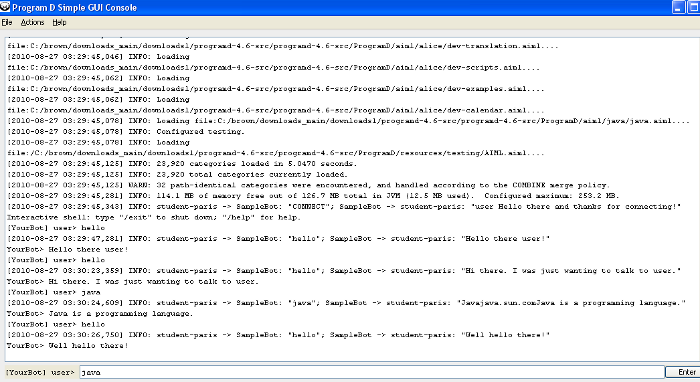 Program D Simple GUI Console
File Actions Help
file:C:/brown/downloads_main/downloadsl/programd-4.6-src/programd-4.6-src/ProgramD/aiml/alice/dev-translation.aiml....
[2010-08-27 03:29:45,046] INFO: Loading
file:C:/brown/downloads_main/downloadsl/programd-4.6-src/programd-4.6-src/ProgramD/aiml/alice/dev-scripts.aiml....
[2010-08-27 03:29:45,062] INFO: Loading
file:C:/brown/downloads_main/downloadsl/programd-4.6-src/programd-4.6-src/ProgramD/aiml/alice/dev-examples.aiml....
[2010-08-27 03:29:45,062] INFO: Loading
file:C:/brown/downloads_main/downloadsl/programd-4.6-src/programd-4.6-src/ProgramD/aiml/alice/dev-calendar.aiml....
[2010-08-27 03:29:45,078] INFO: Loading file:C:/brown/downloads_main/downloadsl/programd-4.6-src/programd-4.6-src/ProgramD/aiml/java/java.aiml....
[2010-08-27 03:29:45,078] INFO: Configured testing.
[2010-08-27 03:29:45,078] INFO: Loading
file:/C:/brown/downloads_main/downloadsl/programd-4.6-src/programd-4.6-src/ProgramD/resources/testing/AIML.aiml....
[2010-08-27 03:29:45,125] INFO: 23,920 categories loaded in 5.0470 seconds.
[2010-08-27 03:29:45,125] INFO: 23,920 total categories currently loaded.
[2010-08-27 03:29:45,125] WARN: 32 path-identical categories were encountered, and handled according to the COMBINE merge policy.
[2010-08-27 03:29:45,281] INFO: 114.1 MB of memory free out of 126.7 MB total in JVM (12.5 MB used). Configured maximum: 253.2 MB.
[2010-08-27 03:29:45,343] INFO: student-paris -> SampleBot: "CONNECT"; SampleBot -> student-paris: "user Hello there and thanks for connecting!"
Interactive shell: type "/exit" to shut down; "/help" for help.
[YourBot] user> hello
[2010-08-27 03:29:47,281] INFO: student-paris -> SampleBot: "hello"; SampleBot -> student-paris: "Hello there user!"
YourBot> Hello there user!
[YourBot] user> hello
[2010-08-27 03:30:23,359] INFO: student-paris -> SampleBot: "hello"; SampleBot -> student-paris: "Hi there. I was just wanting to talk to user."
YourBot> Hi there. I was just wanting to talk to user.
[YourBot] user> java
[2010-08-27 03:30:24,609] INFO: student-paris -> SampleBot: "java"; SampleBot -> student-paris: "Javajava.sun.comJava is a programming language."
YourBot> Java is a programming language.
[YourBot] user> hello
[2010-08-27 03:30:26,750] INFO: student-paris -> SampleBot: "hello"; SampleBot -> student-paris: "Well hello there!"
YourBot> Well hello there!
[YourBot] user> java Enter